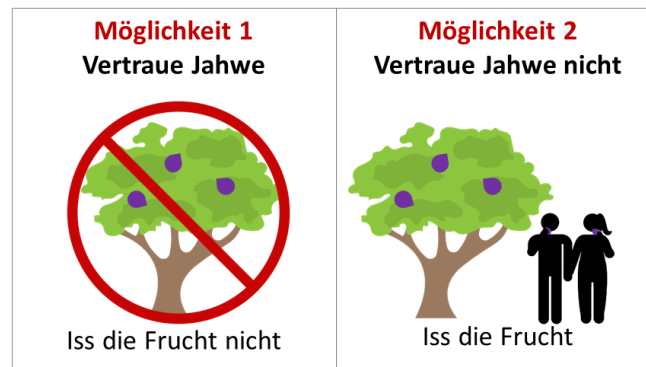 Möglichkeit 1
Vertraue Jahwe
Iss die Frucht nicht
Möglichkeit 2
Vertraue Jahwe nicht
Iss die Frucht